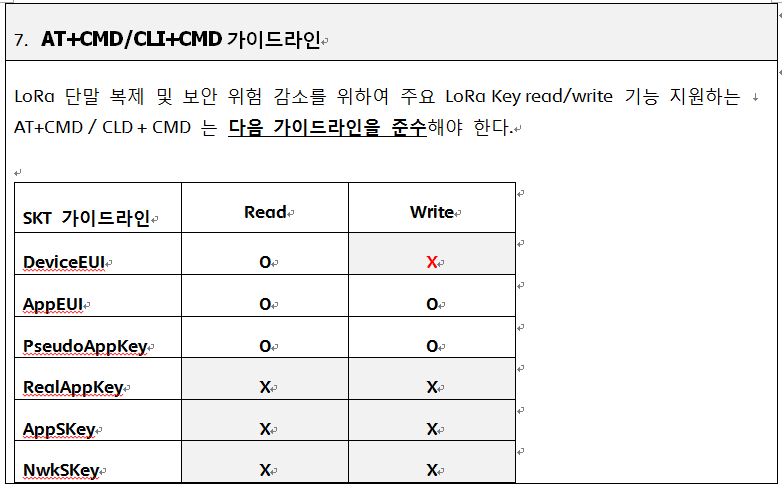 7. AT+CMD/CLI+CMD 가이드라인
LoRa 단말 복제 및 보안 위험 감소를 위하여 주요 LoRa Key read/write 기능 지원하는
AT+CMD / CLD + CMD 는 다음 가이드라인을 준수해야 한다.
SKT 가이드라인 Read Write
DeviceEUI O X
AppEUI O O
PseudoAppKey O O
RealAppKey X X
AppSKey X X
NwkSKey X X